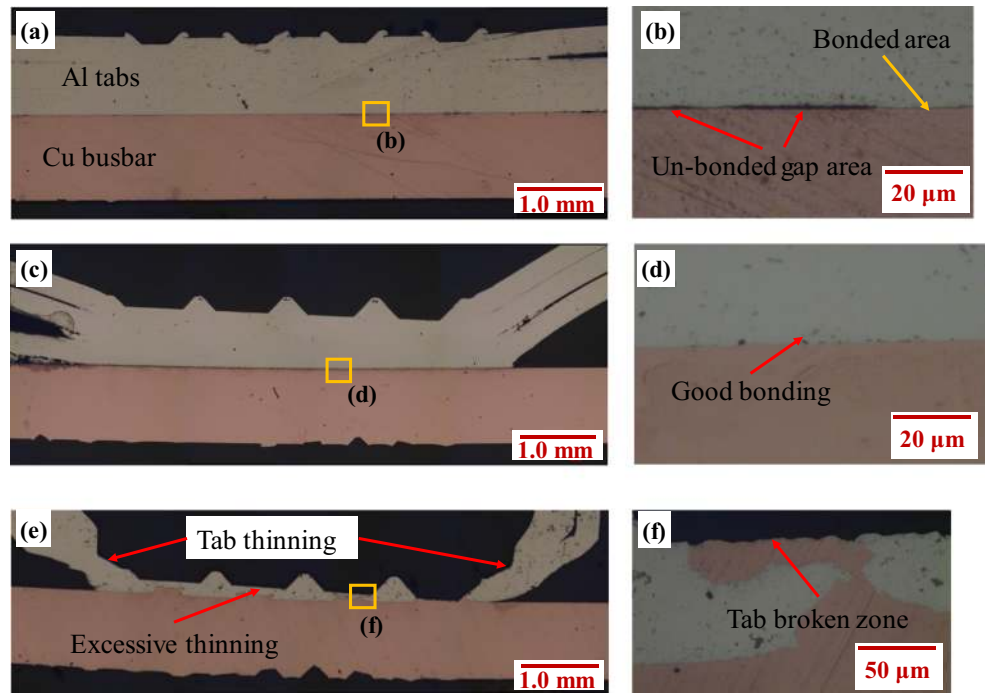 (a)
Al tabs
(b)
Cu busbar
1.0 mm
(b)
Bonded area
Un-bonded gap area
20 µm
(c)
(d)
1.0 mm
(d)
Good bonding
20 µm
(e)
Tab thinning
(f)
Excessive thinning
1.0 mm
(f)
Tab broken zone
50 µm